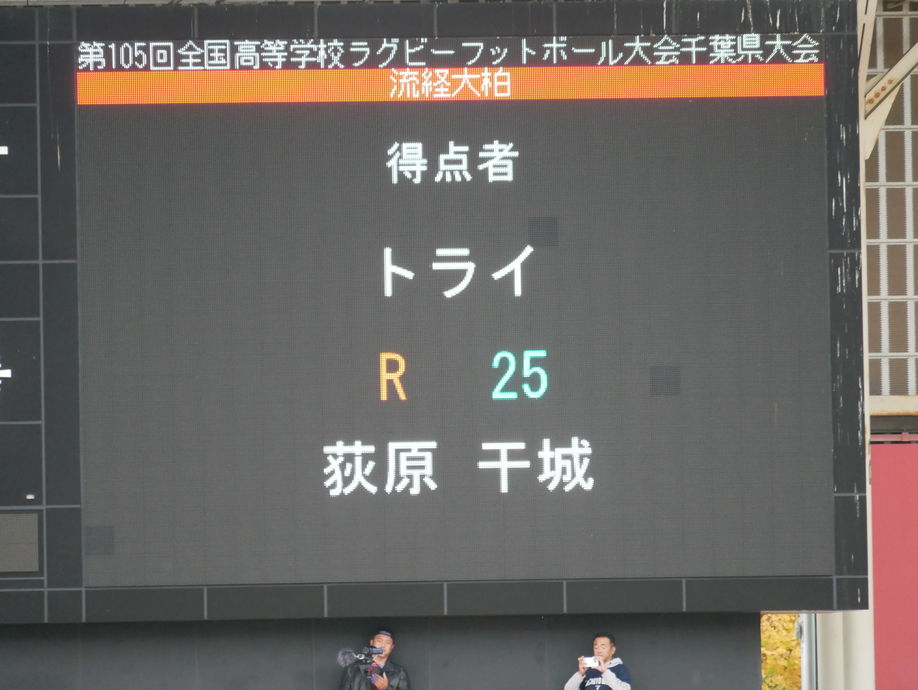 第105回全国高等学校ラグビーフットボール大会千葉県大会
流経大柏
得点者
トライ
R 25
荻原 干城